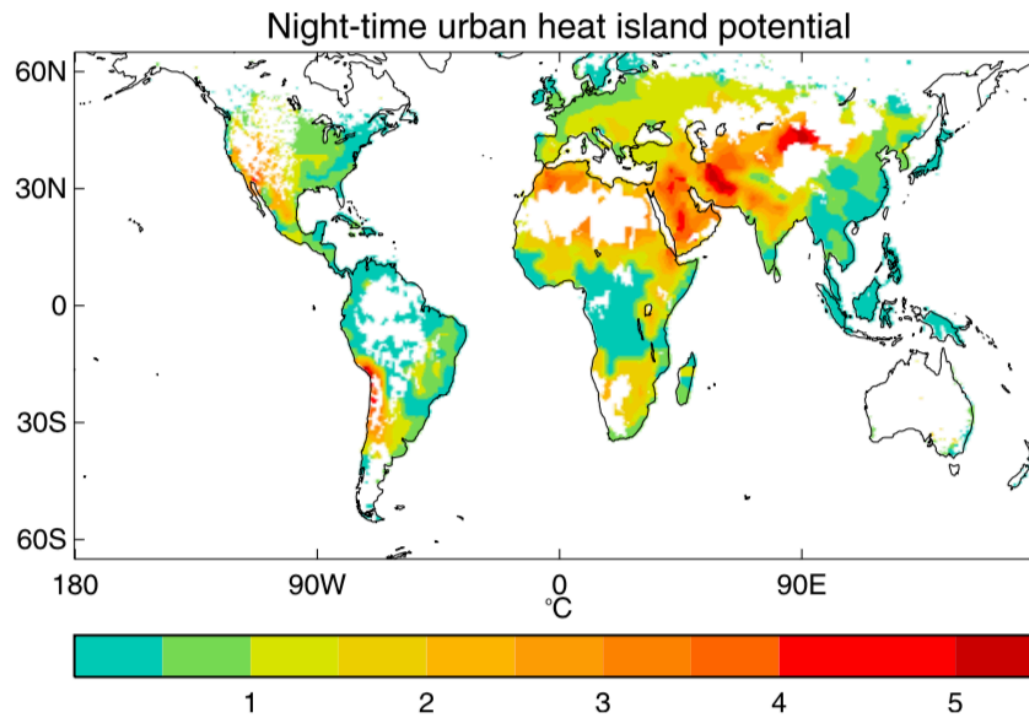 Night-time urban heat island potential
60N
30N
0
30S
60S
180 90W 0 90E
°C
1 2 3 4 5